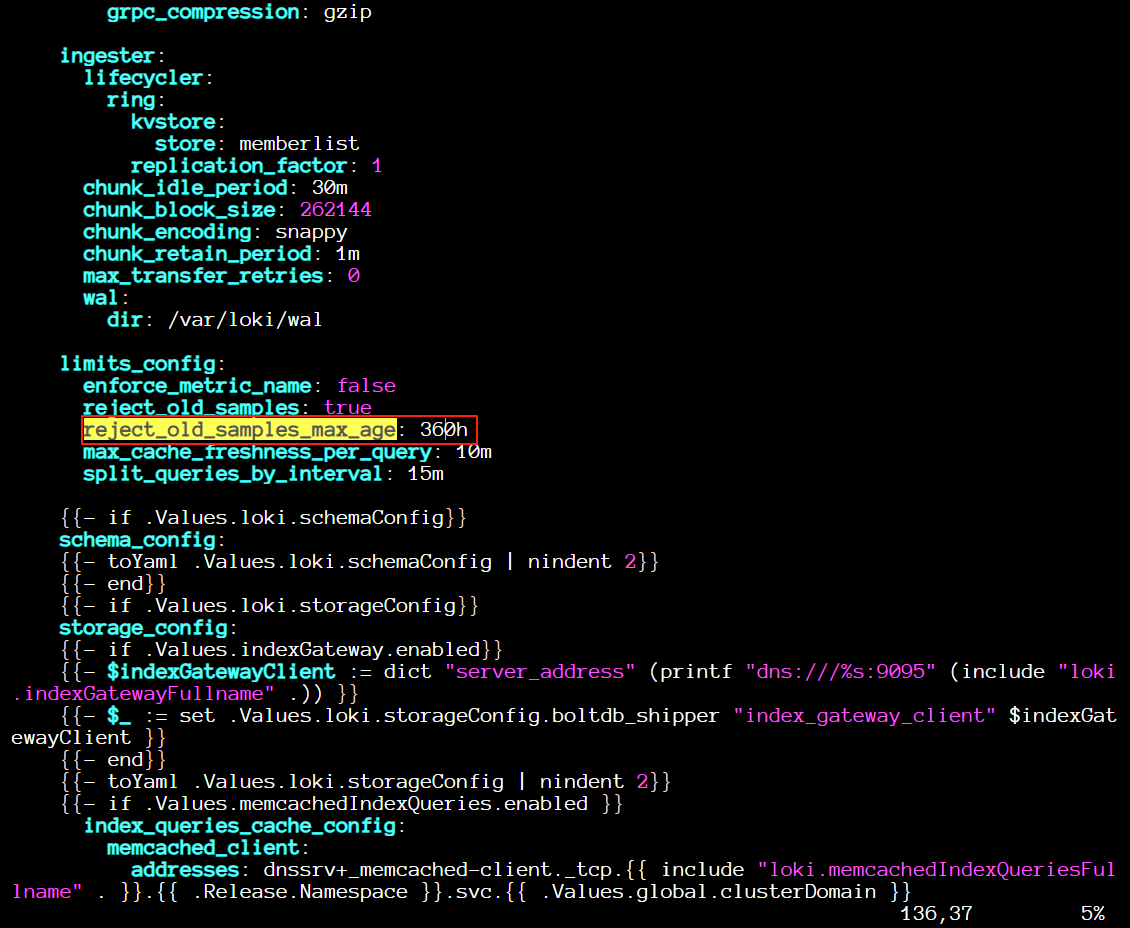 grpc_compression: gzip

    ingester:
      lifecycler:
        ring:
          kvstore:
            store: memberlist
          replication_factor: 1
      chunk_idle_period: 30m
      chunk_block_size: 262144
      chunk_encoding: snappy
      chunk_retain_period: 1m
      max_transfer_retries: 0
      wal:
        dir: /var/loki/wal

    limits_config:
      enforce_metric_name: false
      reject_old_samples: true
      reject_old_samples_max_age: 360h
      max_cache_freshness_per_query: 10m
      split_queries_by_interval: 15m

    {{- if .Values.loki.schemaConfig}}
    schema_config:
    {{- toYaml .Values.loki.schemaConfig | nindent 2}}
    {{- end}}
    {{- if .Values.loki.storageConfig}}
    storage_config:
    {{- if .Values.indexGateway.enabled}}
    {{- $indexGatewayClient := dict "server_address" (printf "dns:///%s:9095" (include "loki
.indexGatewayFullname" .)) }}
    {{- $_ := set .Values.loki.storageConfig.boltdb_shipper "index_gateway_client" $indexGat
ewayClient }}
    {{- end}}
    {{- toYaml .Values.loki.storageConfig | nindent 2}}
    {{- if .Values.memcachedIndexQueries.enabled }}
      index_queries_cache_config:
        memcached_client:
          addresses: dnssrv+_memcached-client._tcp.{{ include "loki.memcachedIndexQueriesFul
lname" . }}.{{ .Release.Namespace }}.svc.{{ .Values.global.clusterDomain }}
136,37 5%